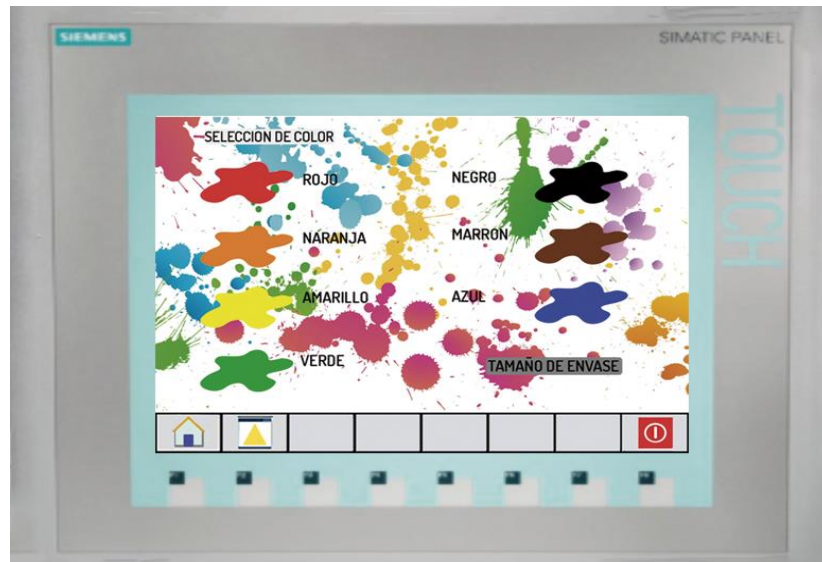 SIEMENS
SIMATIC PANEL
TOUCH
SELECCION DE COLOR
ROJO
NEGRO
NARANJA
MARRON
AMARILLO
AZUL
VERDE
TAMAÑO DE ENVASE